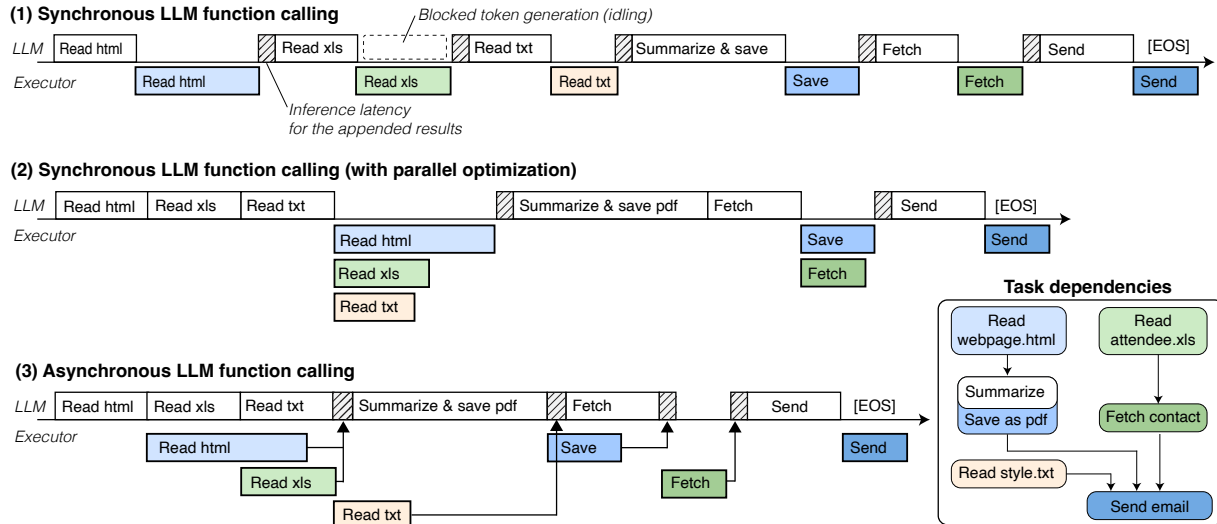 (1) Synchronous LLM function calling
Blocked token generation (idling)
LLM
Read html
Read xls
Read txt
Summarize & save
Fetch
Send
[EOS]
Executor
Read html
Read xls
Read txt
Save
Fetch
Send
Inference latency
for the appended results
(2) Synchronous LLM function calling (with parallel optimization)
LLM
Read html
Read xls
Read txt
Summarize & save pdf
Fetch
Send
[EOS]
Executor
Read html
Save
Send
Read xls
Fetch
Read txt
(3) Asynchronous LLM function calling
LLM
Read html
Read xls
Read txt
Summarize & save pdf
Fetch
Send
[EOS]
Executor
Read html
Save
Send
Read xls
Fetch
Read txt
Task dependencies
Read
webpage.html
Read
attendee.xls
Summarize
Save as pdf
Fetch contact
Read style.txt
Send email